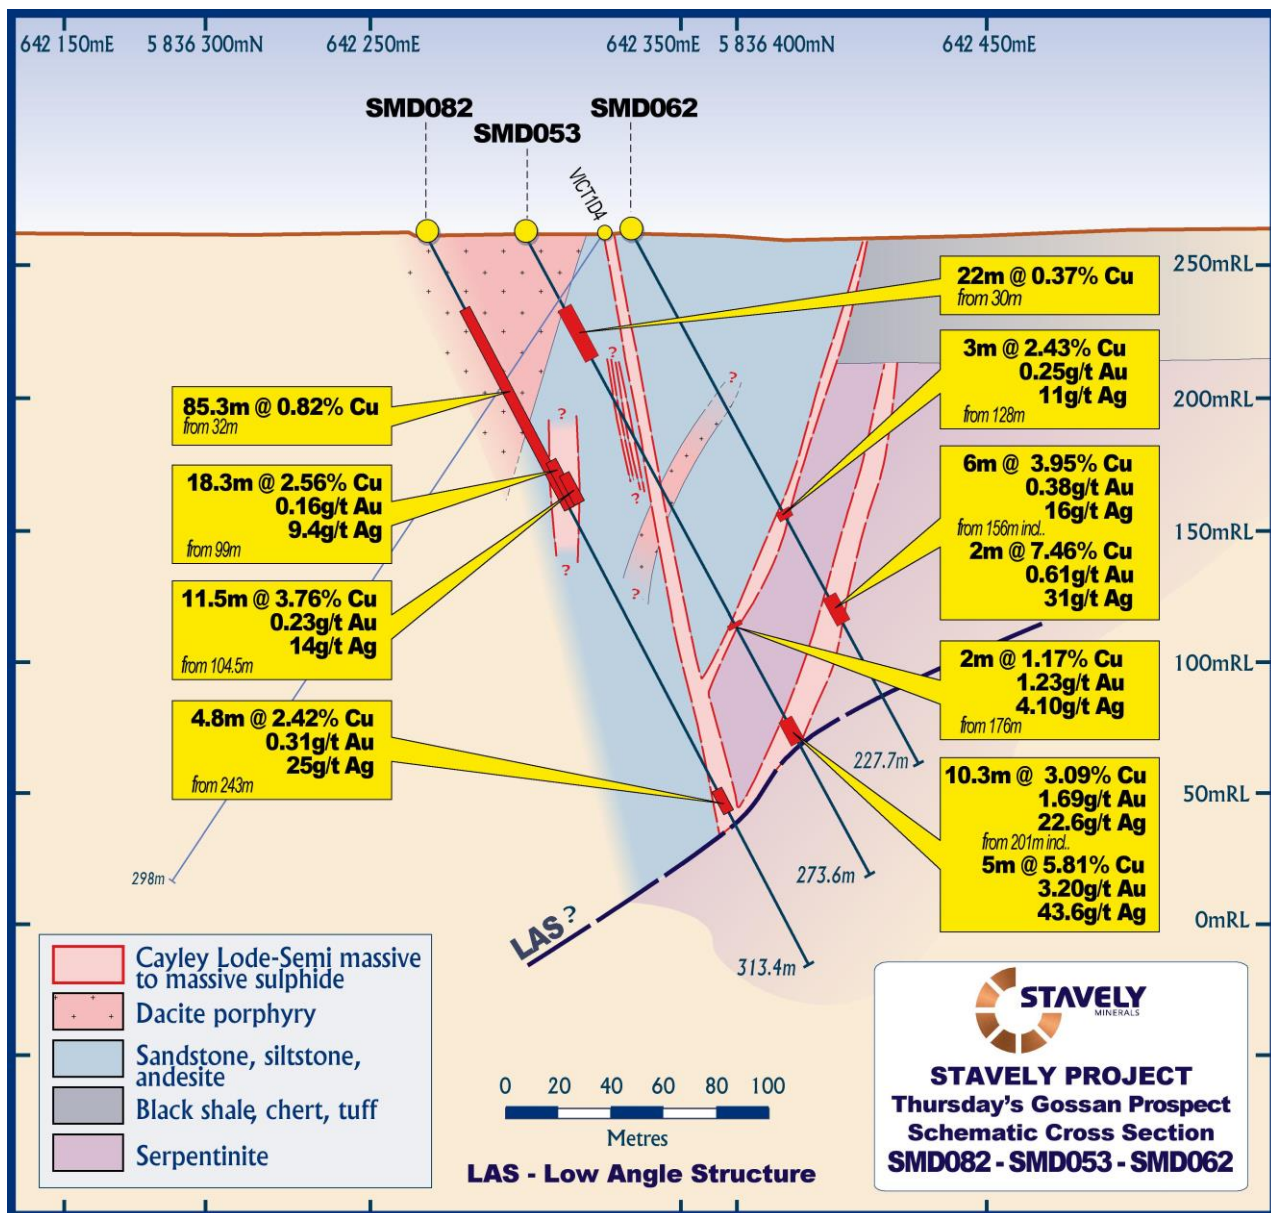 642 150mE 5 836 300mN 642 250mE 642 350mE 5 836 400mN 642 450mE
SMD082
SMD053
SMD062
VICT1D4
250mRL
200mRL
150mRL
100mRL
50mRL
0mRL
22m @ 0.37% Cu
from 30m
3m @ 2.43% Cu
0.25g/t Au
11g/t Ag
from 128m
6m @ 3.95% Cu
0.38g/t Au
16g/t Ag
from 156m incl..
2m @ 7.46% Cu
0.61g/t Au
31g/t Ag
2m @ 1.17% Cu
1.23g/t Au
4.10g/t Ag
from 176m
10.3m @ 3.09% Cu
1.69g/t Au
22.6g/t Ag
from 201m incl..
5m @ 5.81% Cu
3.20g/t Au
43.6g/t Ag
85.3m @ 0.82% Cu
from 32m
18.3m @ 2.56% Cu
0.16g/t Au
9.4g/t Ag
from 99m
11.5m @ 3.76% Cu
0.23g/t Au
14g/t Ag
from 104.5m
4.8m @ 2.42% Cu
0.31g/t Au
25g/t Ag
from 243m
?
?
?
?
?
?
298m
227.7m
273.6m
313.4m
LAS ?
Cayley Lode-Semi massive
to massive sulphide
Dacite porphyry
Sandstone, siltstone,
andesite
Black shale, chert, tuff
Serpentinite
0 20 40 60 80 100
Metres
LAS - Low Angle Structure
STAVELY
MINERALS
STAVELY PROJECT
Thursday's Gossan Prospect
Schematic Cross Section
SMD082 - SMD053 - SMD062